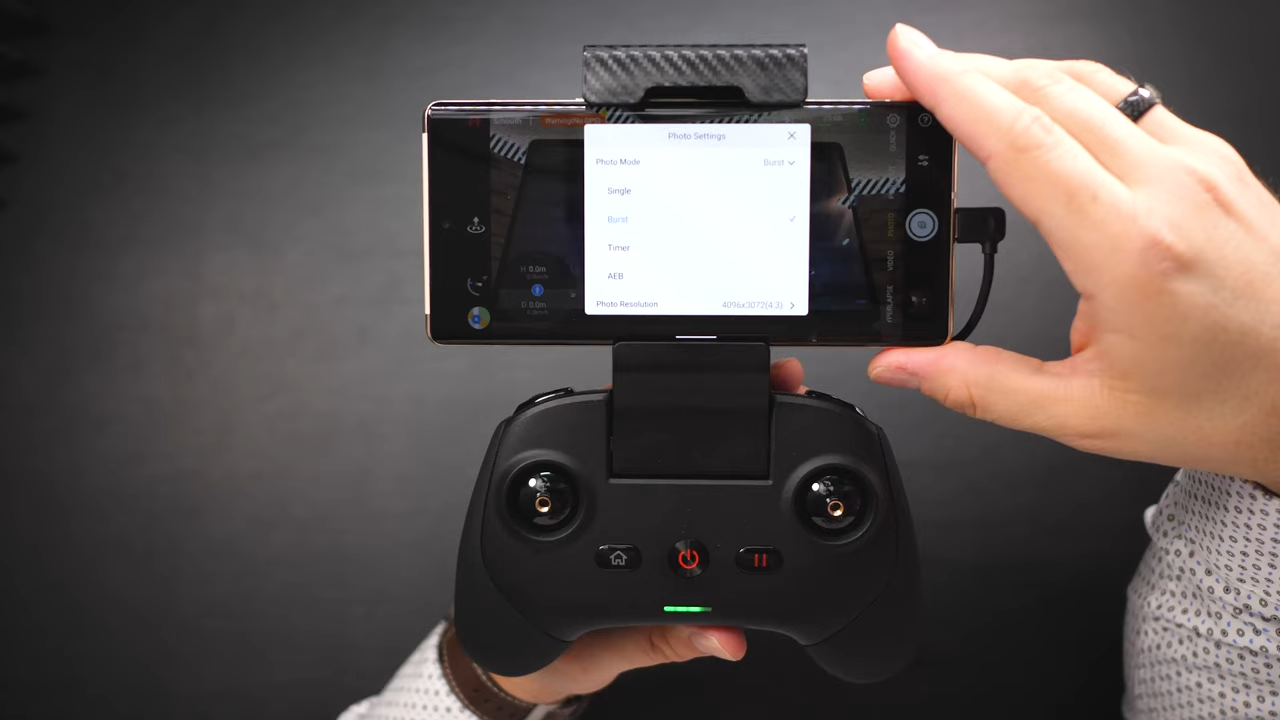 Photo Settings
Photo Mode
Burst
Single
Burst
Timer
AEB
Photo Resolution
4096x3072(4:3)
H 0.0m
D 0.0m
PHOTO
VIDEO